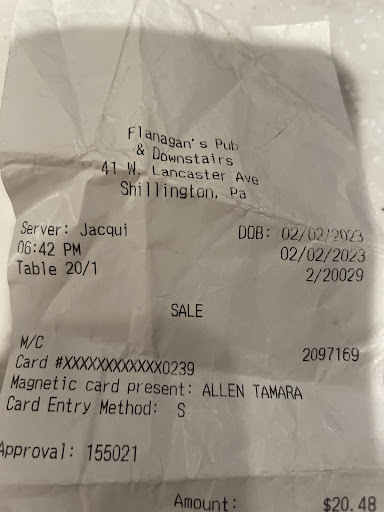 Flanagan's Pub
& Downstairs
41 W. Lancaster Ave
Shillington, Pa
Server: Jacqui DOB: 02/02/2023
06:42 PM 02/02/2023
Table 20/1 2/20029
SALE
M/C 2097169
Card #XXXXXXXXXXXX0239
Magnetic card present: ALLEN TAMARA
Card Entry Method: S
Approval: 155021
Amount: $20.48